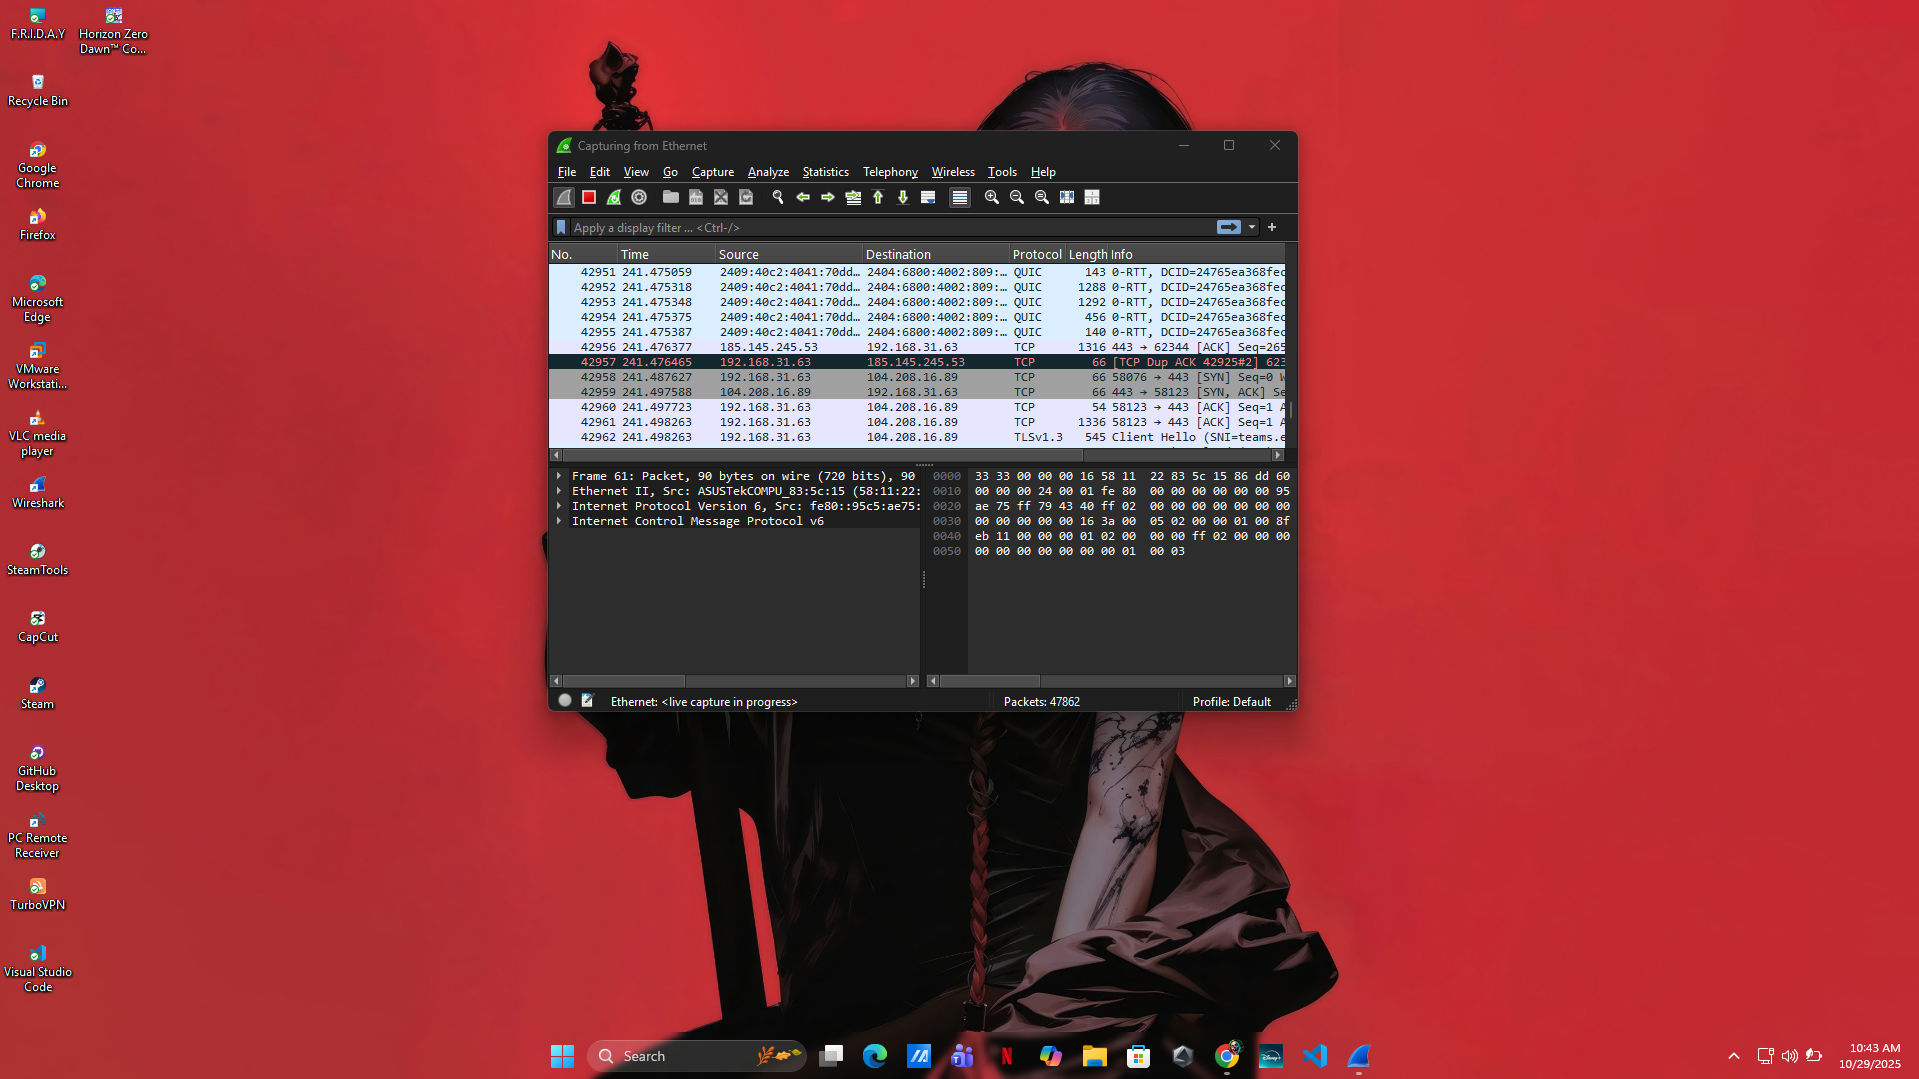 F.R.I.D.A.Y
Horizon Zero
Dawn™ Co...
Recycle Bin
Google
Chrome
Firefox
Microsoft
Edge
VMware
Workstati...
VLC media
player
Wireshark
SteamTools
CapCut
Steam
GitHub
Desktop
PC Remote
Receiver
TurboVPN
Visual Studio
Code
Capturing from Ethernet
File Edit View Go Capture Analyze Statistics Telephony Wireless Tools Help
Apply a display filter ... <Ctrl-/>
No. Time Source Destination Protocol Length Info
42951 241.475059 2409:40c2:4041:70dd… 2404:6800:4002:809:… QUIC 143 0-RTT, DCID=24765ea368fec
42952 241.475318 2409:40c2:4041:70dd… 2404:6800:4002:809:… QUIC 1288 0-RTT, DCID=24765ea368fec
42953 241.475348 2409:40c2:4041:70dd… 2404:6800:4002:809:… QUIC 1292 0-RTT, DCID=24765ea368fec
42954 241.475375 2409:40c2:4041:70dd… 2404:6800:4002:809:… QUIC 456 0-RTT, DCID=24765ea368fec
42955 241.475387 2409:40c2:4041:70dd… 2404:6800:4002:809:… QUIC 140 0-RTT, DCID=24765ea368fec
42956 241.476377 185.145.245.53 192.168.31.63 TCP 1316 443 → 62344 [ACK] Seq=265
42957 241.476465 192.168.31.63 185.145.245.53 TCP 66 [TCP Dup ACK 42925#2] 623
42958 241.487627 192.168.31.63 104.208.16.89 TCP 66 58076 → 443 [SYN] Seq=0 W
42959 241.497588 104.208.16.89 192.168.31.63 TCP 66 443 → 58123 [SYN, ACK] Se
42960 241.497723 192.168.31.63 104.208.16.89 TCP 54 58123 → 443 [ACK] Seq=1 A
42961 241.498263 192.168.31.63 104.208.16.89 TCP 1336 58123 → 443 [ACK] Seq=1 A
42962 241.498263 192.168.31.63 104.208.16.89 TLSv1.3 545 Client Hello (SNI=teams.e
Frame 61: Packet, 90 bytes on wire (720 bits), 90
Ethernet II, Src: ASUSTekCOMPU_83:5c:15 (58:11:22:
Internet Protocol Version 6, Src: fe80::95c5:ae75:
Internet Control Message Protocol v6
0000 33 33 00 00 00 16 58 11 22 83 5c 15 86 dd 60
0010 00 00 00 24 00 01 fe 80 00 00 00 00 00 00 95
0020 ae 75 ff 79 43 40 ff 02 00 00 00 00 00 00 00
0030 00 00 00 00 00 16 3a 00 05 02 00 00 01 00 8f
0040 eb 11 00 00 00 01 02 00 00 00 ff 02 00 00 00
0050 00 00 00 00 00 00 00 01 00 03
Ethernet: <live capture in progress>
Packets: 47862
Profile: Default
Search
10:43 AM
10/29/2025